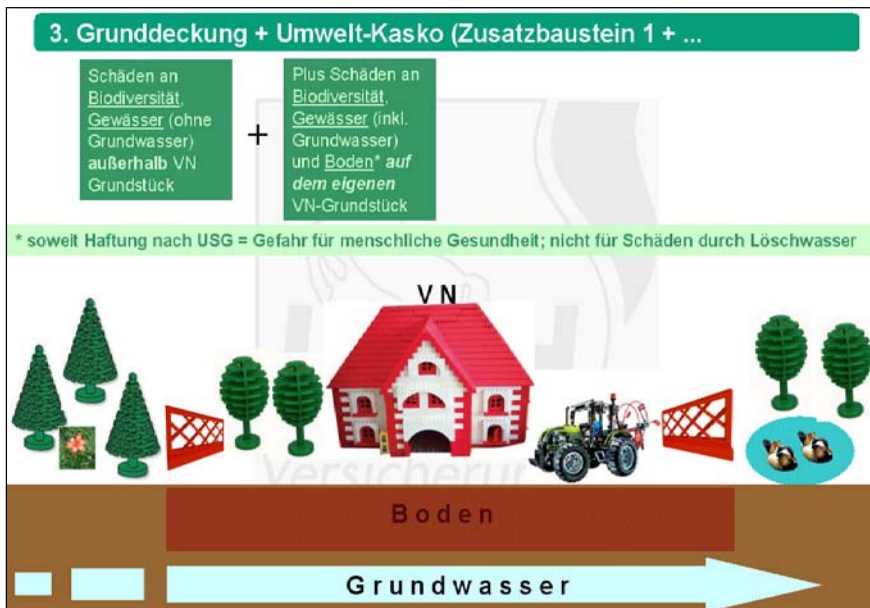 3. Grunddeckung + Umwelt-Kasko (Zusatzbaustein 1 + ...
Schäden an
Biodiversität,
Gewässer (ohne
Grundwasser)
außerhalb VN
Grundstück
+
Plus Schäden an
Biodiversität,
Gewässer (inkl.
Grundwasser)
und Boden* auf
dem eigenen
VN-Grundstück
* soweit Haftung nach USG = Gefahr für menschliche Gesundheit; nicht für Schäden durch Löschwasser
V N
Versicherun
Boden
Grundwasser